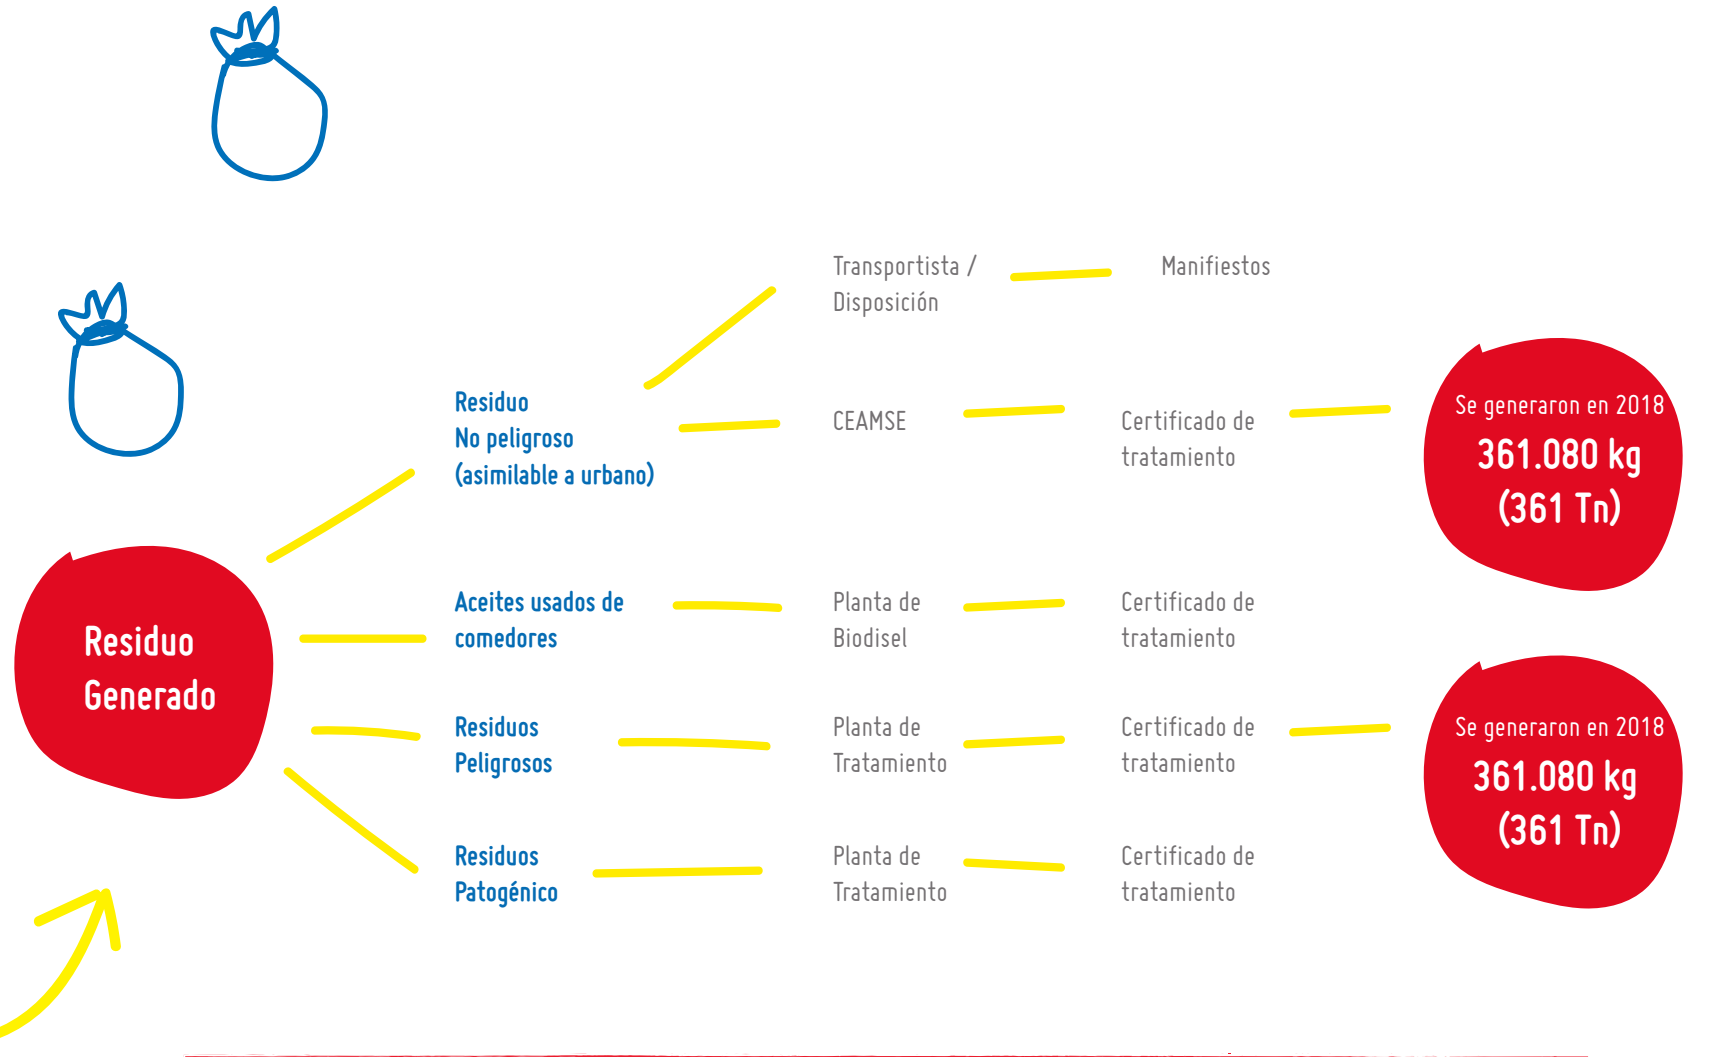 Transportista /
Disposición
Manifiestos
Residuo
No peligroso
(asimilable a urbano)
CEAMSE
Certificado de
tratamiento
Se generaron en 2018
361.080 kg
(361 Tn)
Residuo
Generado
Aceites usados de
comedores
Planta de
Biodisel
Certificado de
tratamiento
Residuos
Peligrosos
Planta de
Tratamiento
Certificado de
tratamiento
Se generaron en 2018
361.080 kg
(361 Tn)
Residuos
Patogénico
Planta de
Tratamiento
Certificado de
tratamiento